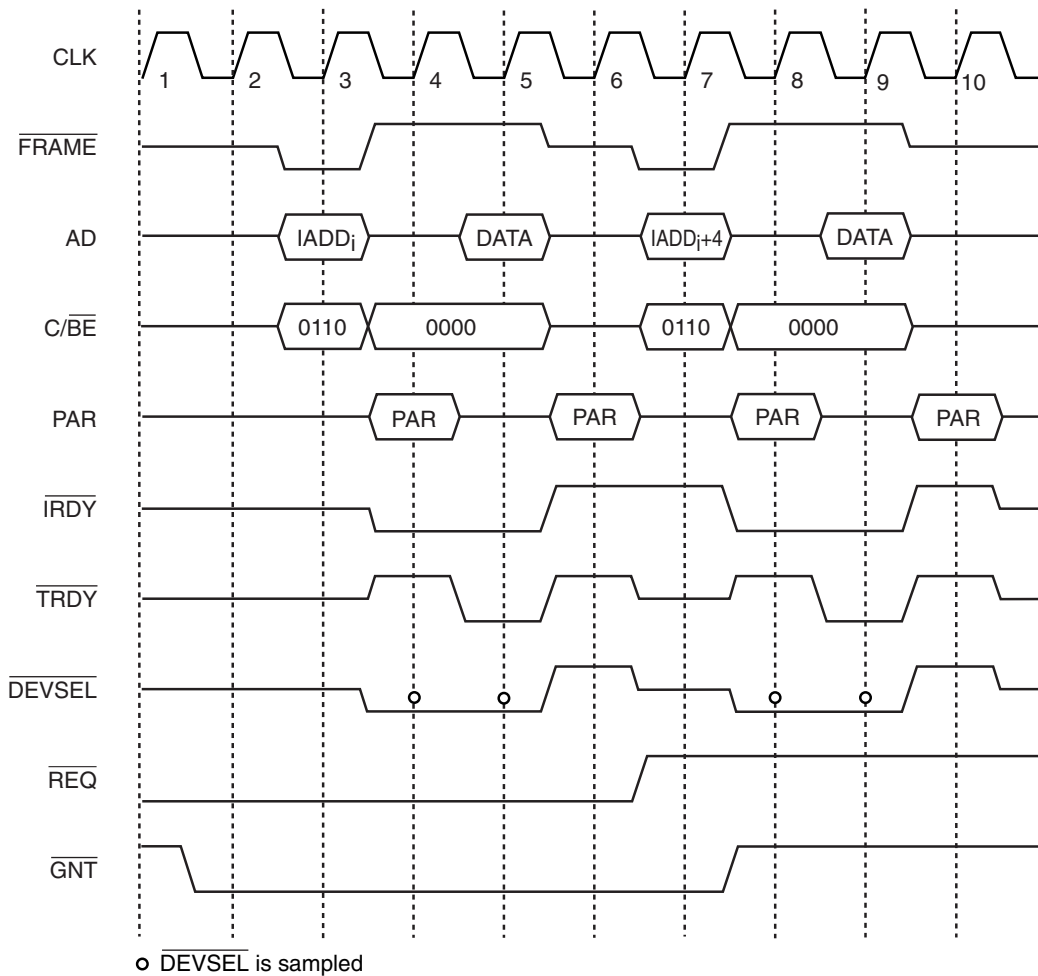 CLK
1 2 3 4 5 6 7 8 9 10
FRAME
AD IADDi DATA IADDi+4 DATA
C/BE 0110 0000 0110 0000
PAR PAR PAR PAR PAR
IRDY
TRDY
DEVSEL
REQ
GNT
DEVSEL is sampled